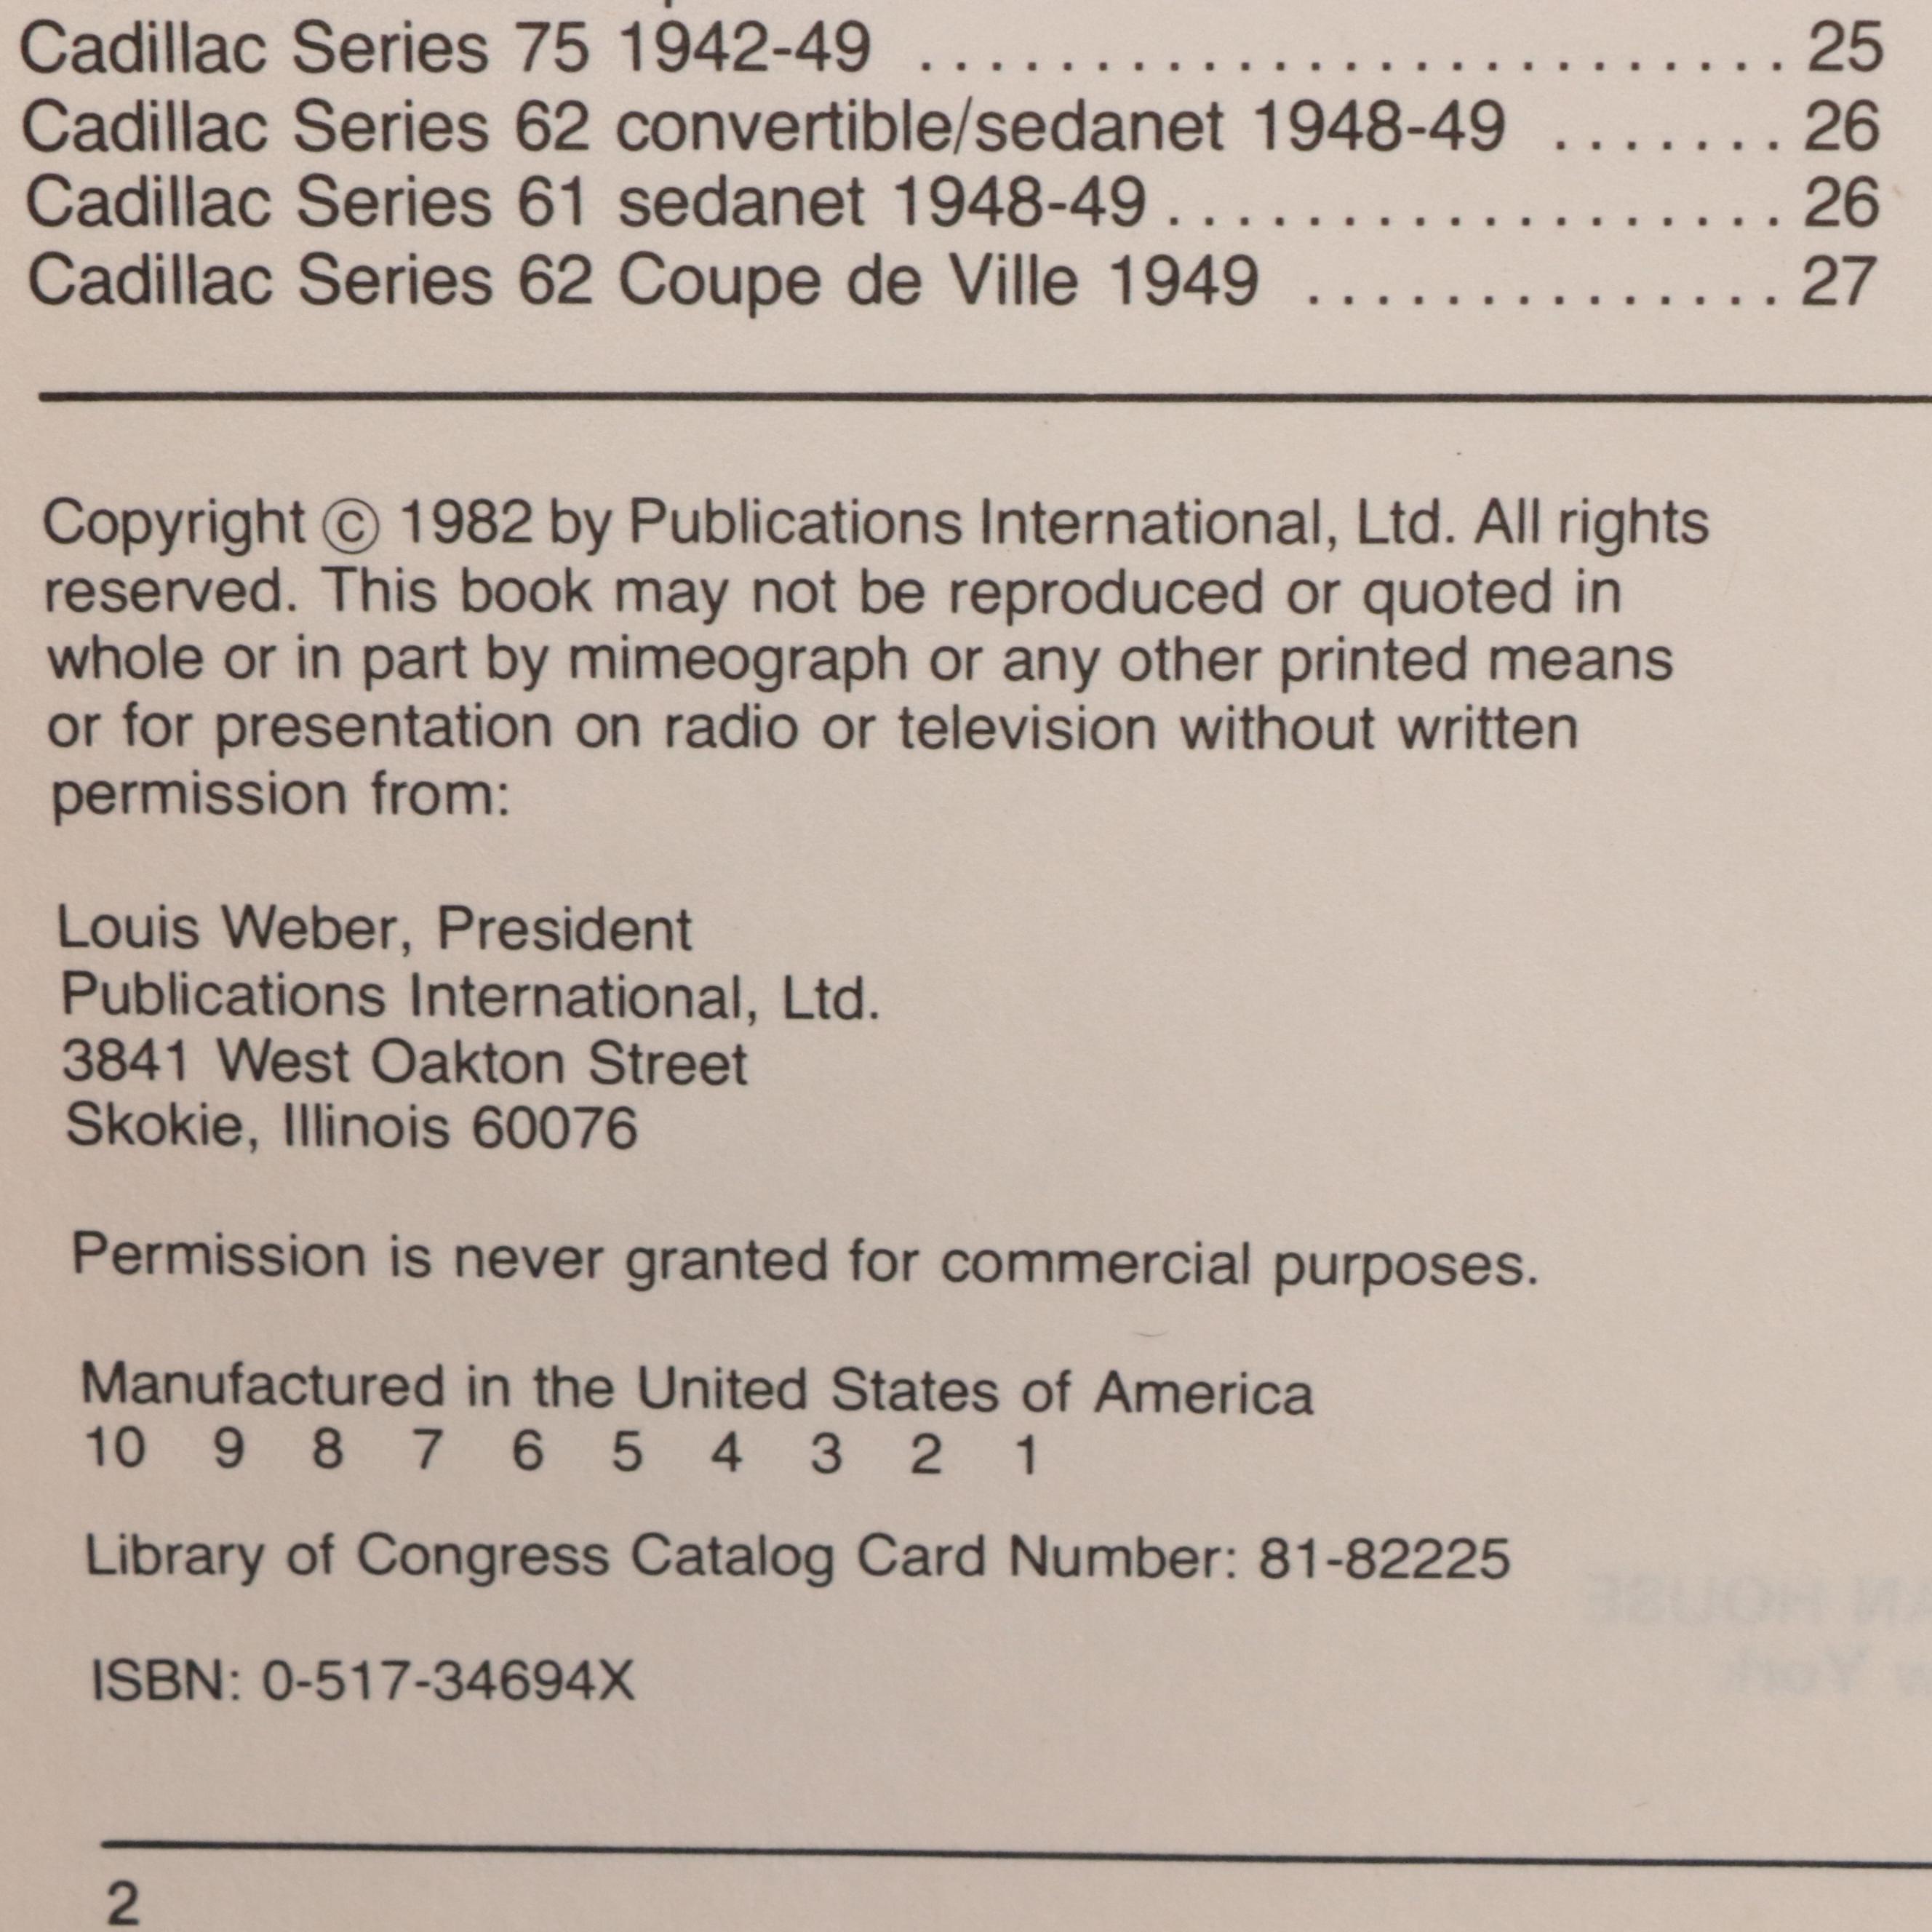 Cadillac Series 75 1942-49 ......................... 25
Cadillac Series 62 convertible/sedanet 1948-49 ....... 26
Cadillac Series 61 sedanet 1948-49.................. 26
Cadillac Series 62 Coupe de Ville 1949 .............. 27
Copyright © 1982 by Publications International, Ltd. All rights
reserved. This book may not be reproduced or quoted in
whole or in part by mimeograph or any other printed means
or for presentation on radio or television without written
permission from:
Louis Weber, President
Publications International, Ltd.
3841 West Oakton Street
Skokie, Illinois 60076
Permission is never granted for commercial purposes.
Manufactured in the United States of America
10 9 8 7 6 5 4 3 2 1
Library of Congress Catalog Card Number: 81-82225
ISBN: 0-517-34694X
HOUSE
York
2